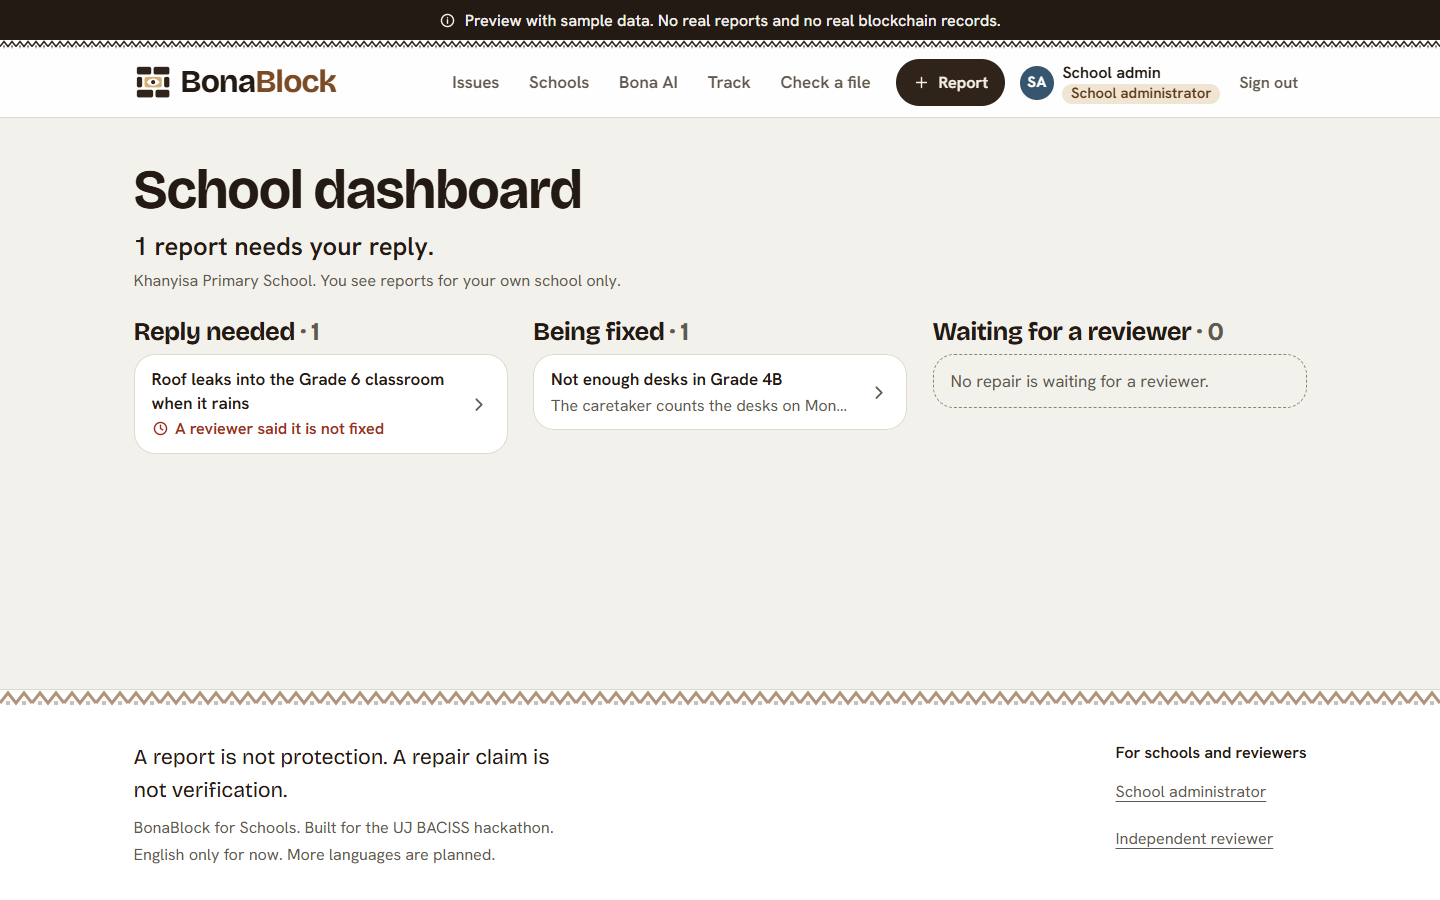 Preview with sample data. No real reports and no real blockchain records.
BonaBlock
Issues
Schools
Bona AI
Track
Check a file
+ Report
SA
School admin
School administrator
Sign out
School dashboard
1 report needs your reply.
Khanyisa Primary School. You see reports for your own school only.
Reply needed · 1
Roof leaks into the Grade 6 classroom
when it rains
A reviewer said it is not fixed
Being fixed · 1
Not enough desks in Grade 4B
The caretaker counts the desks on Mon...
Waiting for a reviewer · 0
No repair is waiting for a reviewer.
A report is not protection. A repair claim is
not verification.
BonaBlock for Schools. Built for the UJ BACISS hackathon.
English only for now. More languages are planned.
For schools and reviewers
School administrator
Independent reviewer